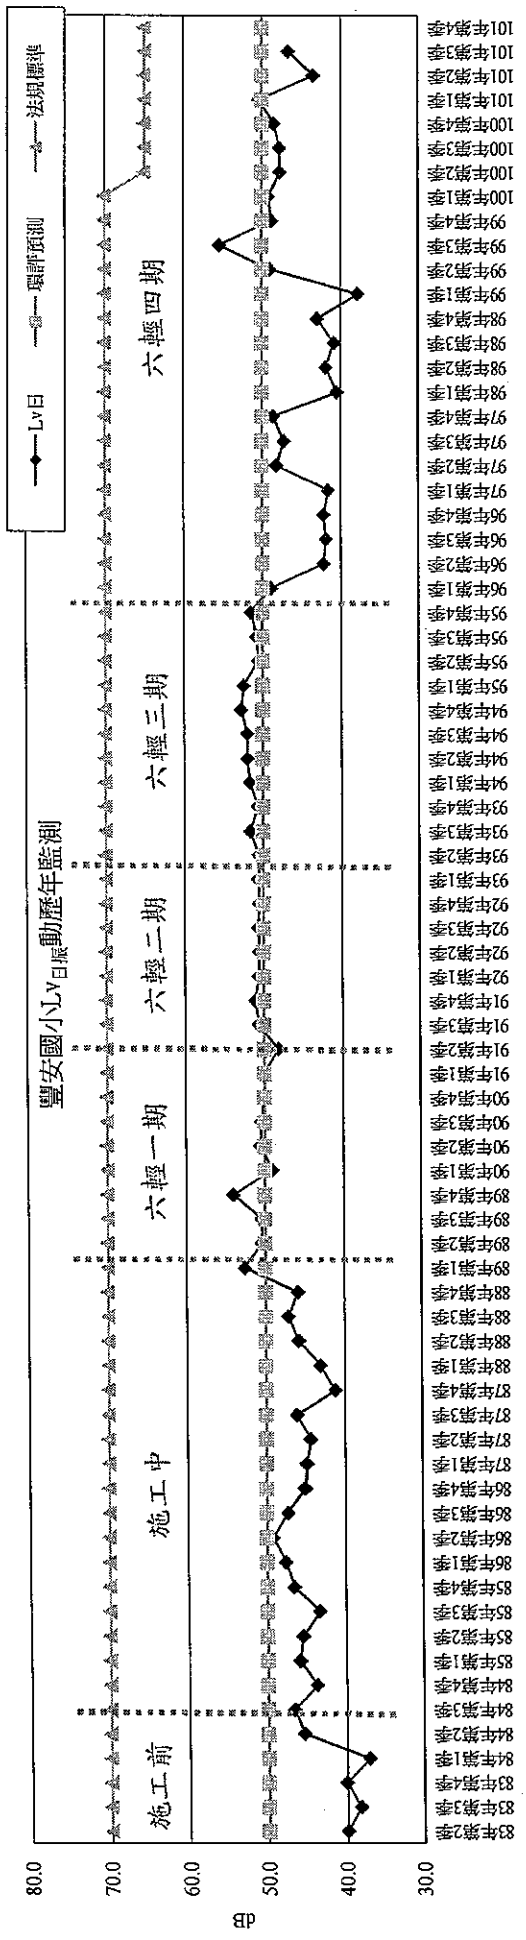 豐安國小Lv日振動歷年監測
Lv日
環評預測
法規標準
dB
80.0
70.0
60.0
50.0
40.0
30.0
施工前
施工中
六輕一期
六輕二期
六輕三期
六輕四期
83年第2季
83年第3季
83年第4季
84年第1季
84年第2季
84年第3季
84年第4季
85年第1季
85年第2季
85年第3季
85年第4季
86年第1季
86年第2季
86年第3季
86年第4季
87年第1季
87年第2季
87年第3季
87年第4季
88年第1季
88年第2季
88年第3季
88年第4季
89年第1季
89年第2季
89年第3季
89年第4季
90年第1季
90年第2季
90年第3季
90年第4季
91年第1季
91年第2季
91年第3季
91年第4季
92年第1季
92年第2季
92年第3季
92年第4季
93年第1季
93年第2季
93年第3季
93年第4季
94年第1季
94年第2季
94年第3季
94年第4季
95年第1季
95年第2季
95年第3季
95年第4季
96年第1季
96年第2季
96年第3季
96年第4季
97年第1季
97年第2季
97年第3季
97年第4季
98年第1季
98年第2季
98年第3季
98年第4季
99年第1季
99年第2季
99年第3季
99年第4季
100年第1季
100年第2季
100年第3季
100年第4季
101年第1季
101年第2季
101年第3季
101年第4季